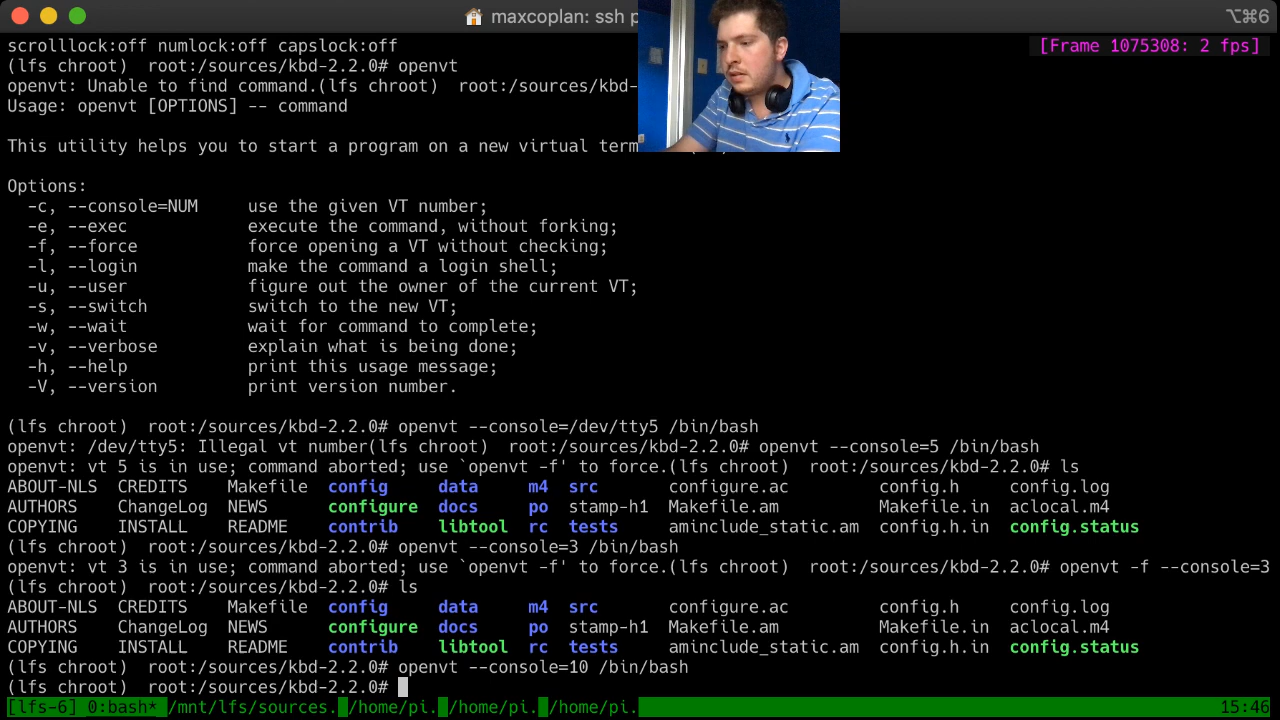 maxcoplan: ssh p
⌥⌘6
scrolllock:off numlock:off capslock:off
[Frame 1075308: 2 fps]
(lfs chroot)  root:/sources/kbd-2.2.0# openvt
openvt: Unable to find command.(lfs chroot)  root:/sources/kbd-
Usage: openvt [OPTIONS] -- command
This utility helps you to start a program on a new virtual term
Options:
-c, --console=NUM     use the given VT number;
-e, --exec            execute the command, without forking;
-f, --force           force opening a VT without checking;
-l, --login           make the command a login shell;
-u, --user            figure out the owner of the current VT;
-s, --switch          switch to the new VT;
-w, --wait            wait for command to complete;
-v, --verbose         explain what is being done;
-h, --help            print this usage message;
-V, --version         print version number.
(lfs chroot)  root:/sources/kbd-2.2.0# openvt --console=/dev/tty5 /bin/bash
openvt: /dev/tty5: Illegal vt number(lfs chroot)  root:/sources/kbd-2.2.0# openvt --console=5 /bin/bash
openvt: vt 5 is in use; command aborted; use `openvt -f' to force.(lfs chroot)  root:/sources/kbd-2.2.0# ls
ABOUT-NLS  CREDITS    Makefile  config     data     m4  src      configure.ac          config.h     config.log
AUTHORS    ChangeLog  NEWS      configure  docs     po  stamp-h1  Makefile.am           Makefile.in  aclocal.m4
COPYING    INSTALL    README    contrib    libtool  rc  tests     aminclude_static.am  config.h.in  config.status
(lfs chroot)  root:/sources/kbd-2.2.0# openvt --console=3 /bin/bash
openvt: vt 3 is in use; command aborted; use `openvt -f' to force.(lfs chroot)  root:/sources/kbd-2.2.0# openvt -f --console=3
(lfs chroot)  root:/sources/kbd-2.2.0# ls
ABOUT-NLS  CREDITS    Makefile  config     data     m4  src      configure.ac          config.h     config.log
AUTHORS    ChangeLog  NEWS      configure  docs     po  stamp-h1  Makefile.am           Makefile.in  aclocal.m4
COPYING    INSTALL    README    contrib    libtool  rc  tests     aminclude_static.am  config.h.in  config.status
(lfs chroot)  root:/sources/kbd-2.2.0# openvt --console=10 /bin/bash
(lfs chroot)  root:/sources/kbd-2.2.0#
[lfs-6] 0:bash* /mnt/lfs/sources. /home/pi. /home/pi. /home/pi. 15:46